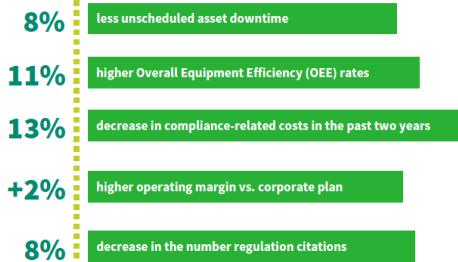 8% less unscheduled asset downtime
11% higher Overall Equipment Efficiency (OEE) rates
13% decrease in compliance-related costs in the past two years
+2% higher operating margin vs. corporate plan
8% decrease in the number regulation citations